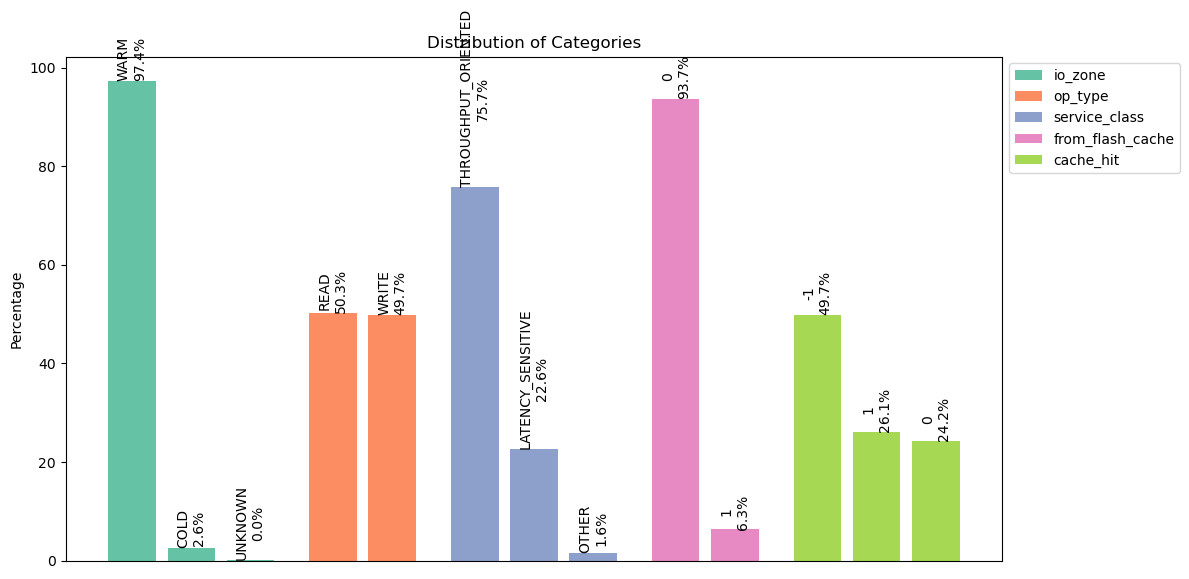 Distribution of Categories
Percentage
100
80
60
40
20
0
WARM
97.4%
COLD
2.6%
UNKNOWN
0.0%
READ
50.3%
WRITE
49.7%
THROUGHPUT_ORIENTED
75.7%
LATENCY_SENSITIVE
22.6%
OTHER
1.6%
0
93.7%
1
6.3%
-1
49.7%
1
26.1%
0
24.2%
io_zone
op_type
service_class
from_flash_cache
cache_hit